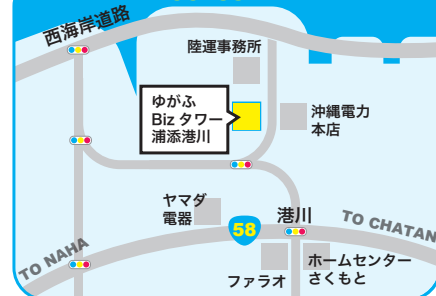 西海岸道路
陸運事務所
ゆがふ
Biz タワー
浦添港川
沖縄電力
本店
ヤマダ
電器
58
港川
TO CHATAN
TO NAHA
ホームセンター
さくもと
ファラオ